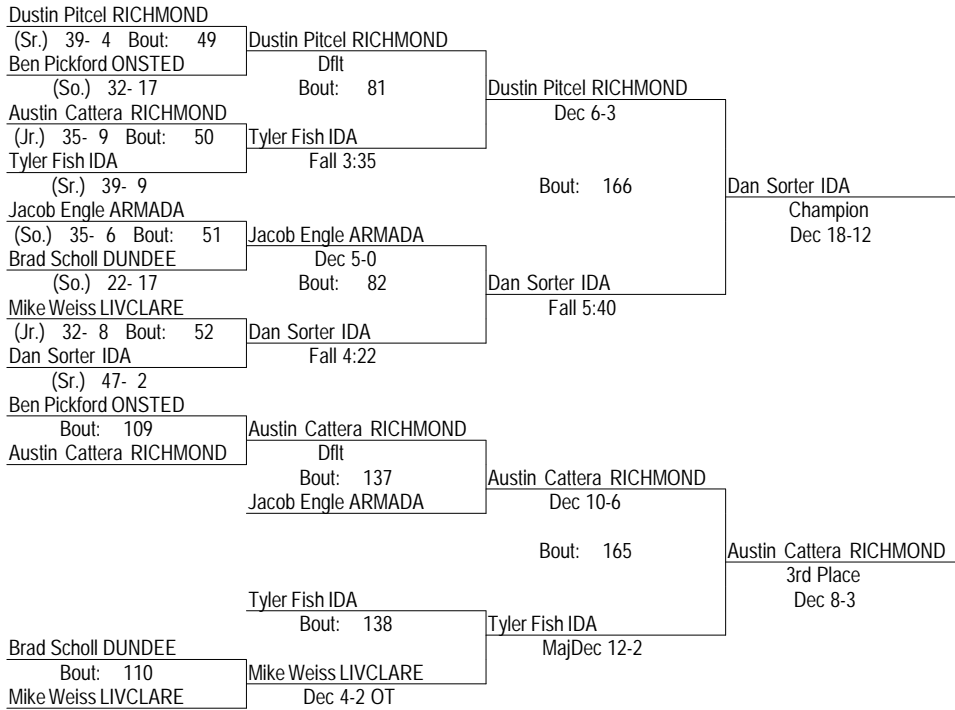 Dustin Pitcel RICHMOND
(Sr.) 39- 4 Bout: 49
Dustin Pitcel RICHMOND
Ben Pickford ONSTED
Dflt
(So.) 32- 17
Bout: 81
Dustin Pitcel RICHMOND
Austin Cattera RICHMOND
Dec 6-3
(Jr.) 35- 9 Bout: 50
Tyler Fish IDA
Tyler Fish IDA
Fall 3:35
(Sr.) 39- 9
Bout: 166
Dan Sorter IDA
Jacob Engle ARMADA
Champion
(So.) 35- 6 Bout: 51
Jacob Engle ARMADA
Dec 18-12
Brad Scholl DUNDEE
Dec 5-0
(So.) 22- 17
Bout: 82
Dan Sorter IDA
Mike Weiss LIVCLARE
Fall 5:40
(Jr.) 32- 8 Bout: 52
Dan Sorter IDA
Dan Sorter IDA
Fall 4:22
(Sr.) 47- 2
Ben Pickford ONSTED
Bout: 109
Austin Cattera RICHMOND
Austin Cattera RICHMOND
Dflt
Bout: 137
Austin Cattera RICHMOND
Jacob Engle ARMADA
Dec 10-6
Bout: 165
Austin Cattera RICHMOND
3rd Place
Tyler Fish IDA
Dec 8-3
Bout: 138
Tyler Fish IDA
Brad Scholl DUNDEE
MajDec 12-2
Bout: 110
Mike Weiss LIVCLARE
Mike Weiss LIVCLARE
Dec 4-2 OT